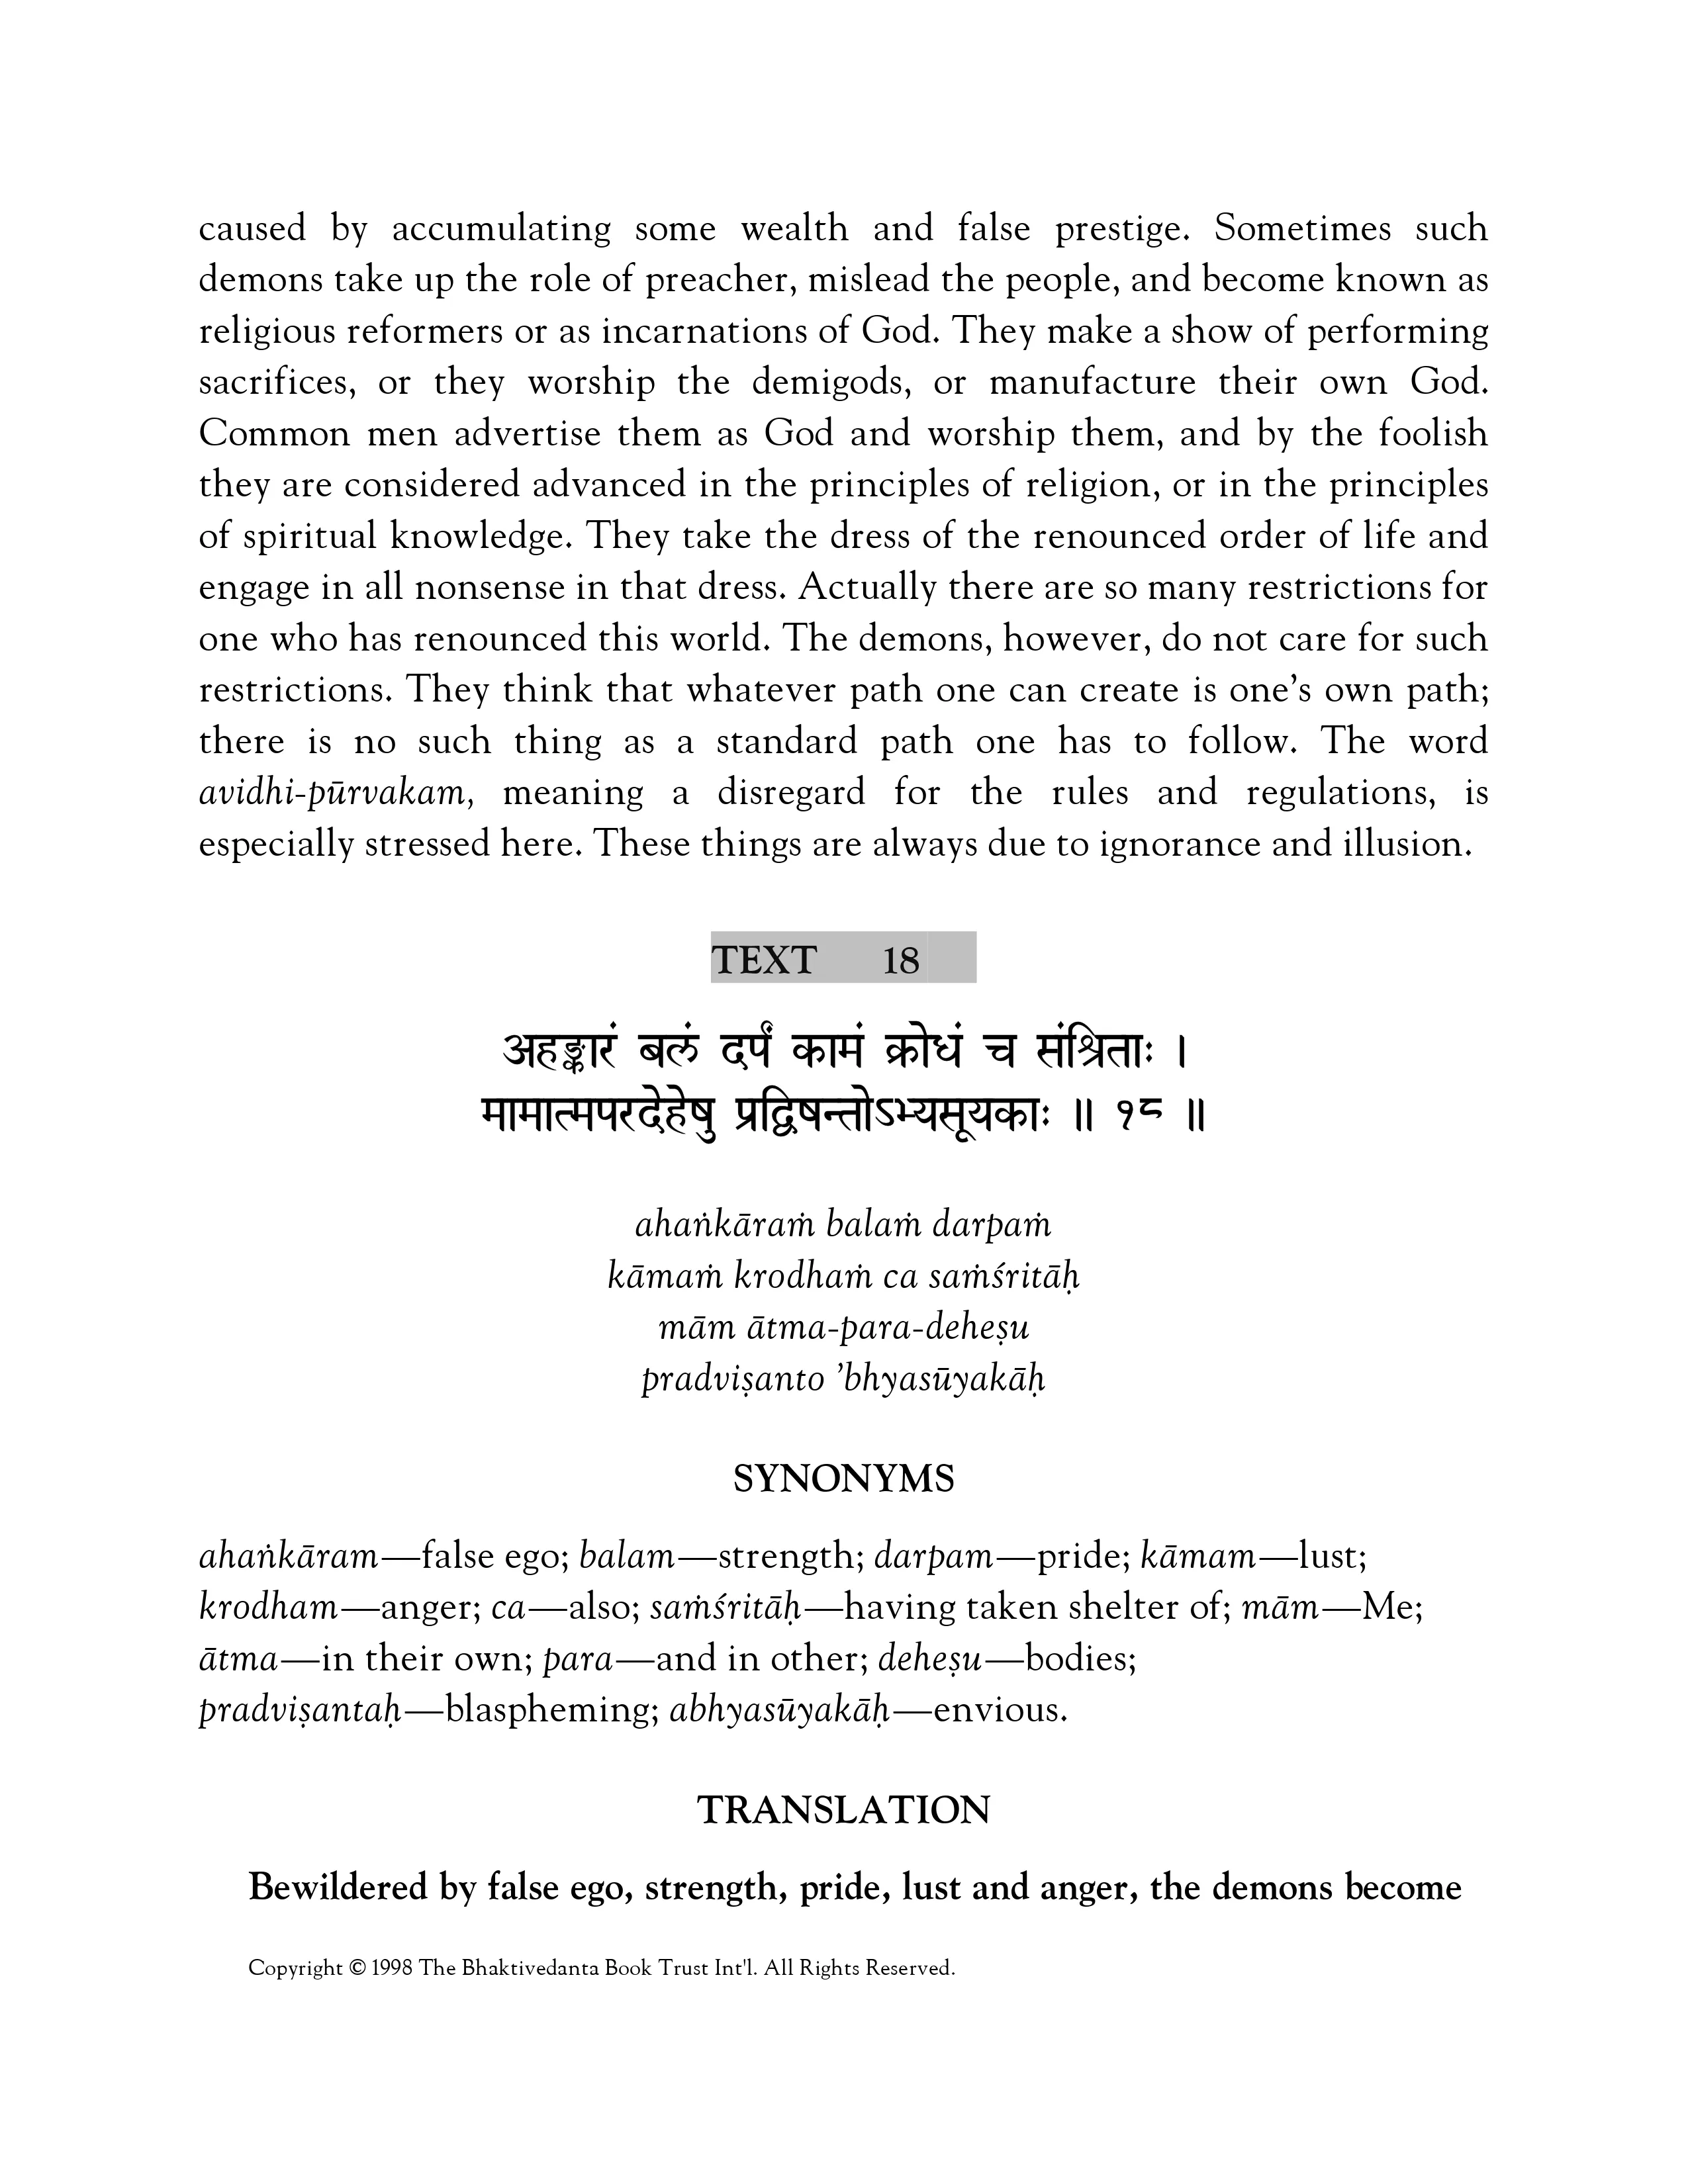 caused by accumulating some wealth and false prestige. Sometimes such
demons take up the role of preacher, mislead the people, and become known as
religious reformers or as incarnations of God. They make a show of performing
sacrifices, or they worship the demigods, or manufacture their own God.
Common men advertise them as God and worship them, and by the foolish
they are considered advanced in the principles of religion, or in the principles
of spiritual knowledge. They take the dress of the renounced order of life and
engage in all nonsense in that dress. Actually there are so many restrictions for
one who has renounced this world. The demons, however, do not care for such
restrictions. They think that whatever path one can create is one’s own path;
there is no such thing as a standard path one has to follow. The word
avidhi-pūrvakam, meaning a disregard for the rules and regulations, is
especially stressed here. These things are always due to ignorance and illusion.
TEXT 18
अहङ्कारं बलं दर्पं कामं क्रोधं च संश्रिताः ।
मामात्मपरदेहेषु प्रद्विषन्तोऽभ्यसूयकाः ॥ १८ ॥
ahaṅkāraṁ balaṁ darpaṁ
kāmaṁ krodhaṁ ca saṁśritāḥ
mām ātma-para-deheṣu
pradviṣanto ’bhyasūyakāḥ
SYNONYMS
ahaṅkāram—false ego; balam—strength; darpam—pride; kāmam—lust;
krodham—anger; ca—also; saṁśritāḥ—having taken shelter of; mām—Me;
ātma—in their own; para—and in other; deheṣu—bodies;
pradviṣantaḥ—blaspheming; abhyasūyakāḥ—envious.
TRANSLATION
Bewildered by false ego, strength, pride, lust and anger, the demons become
Copyright © 1998 The Bhaktivedanta Book Trust Int'l. All Rights Reserved.